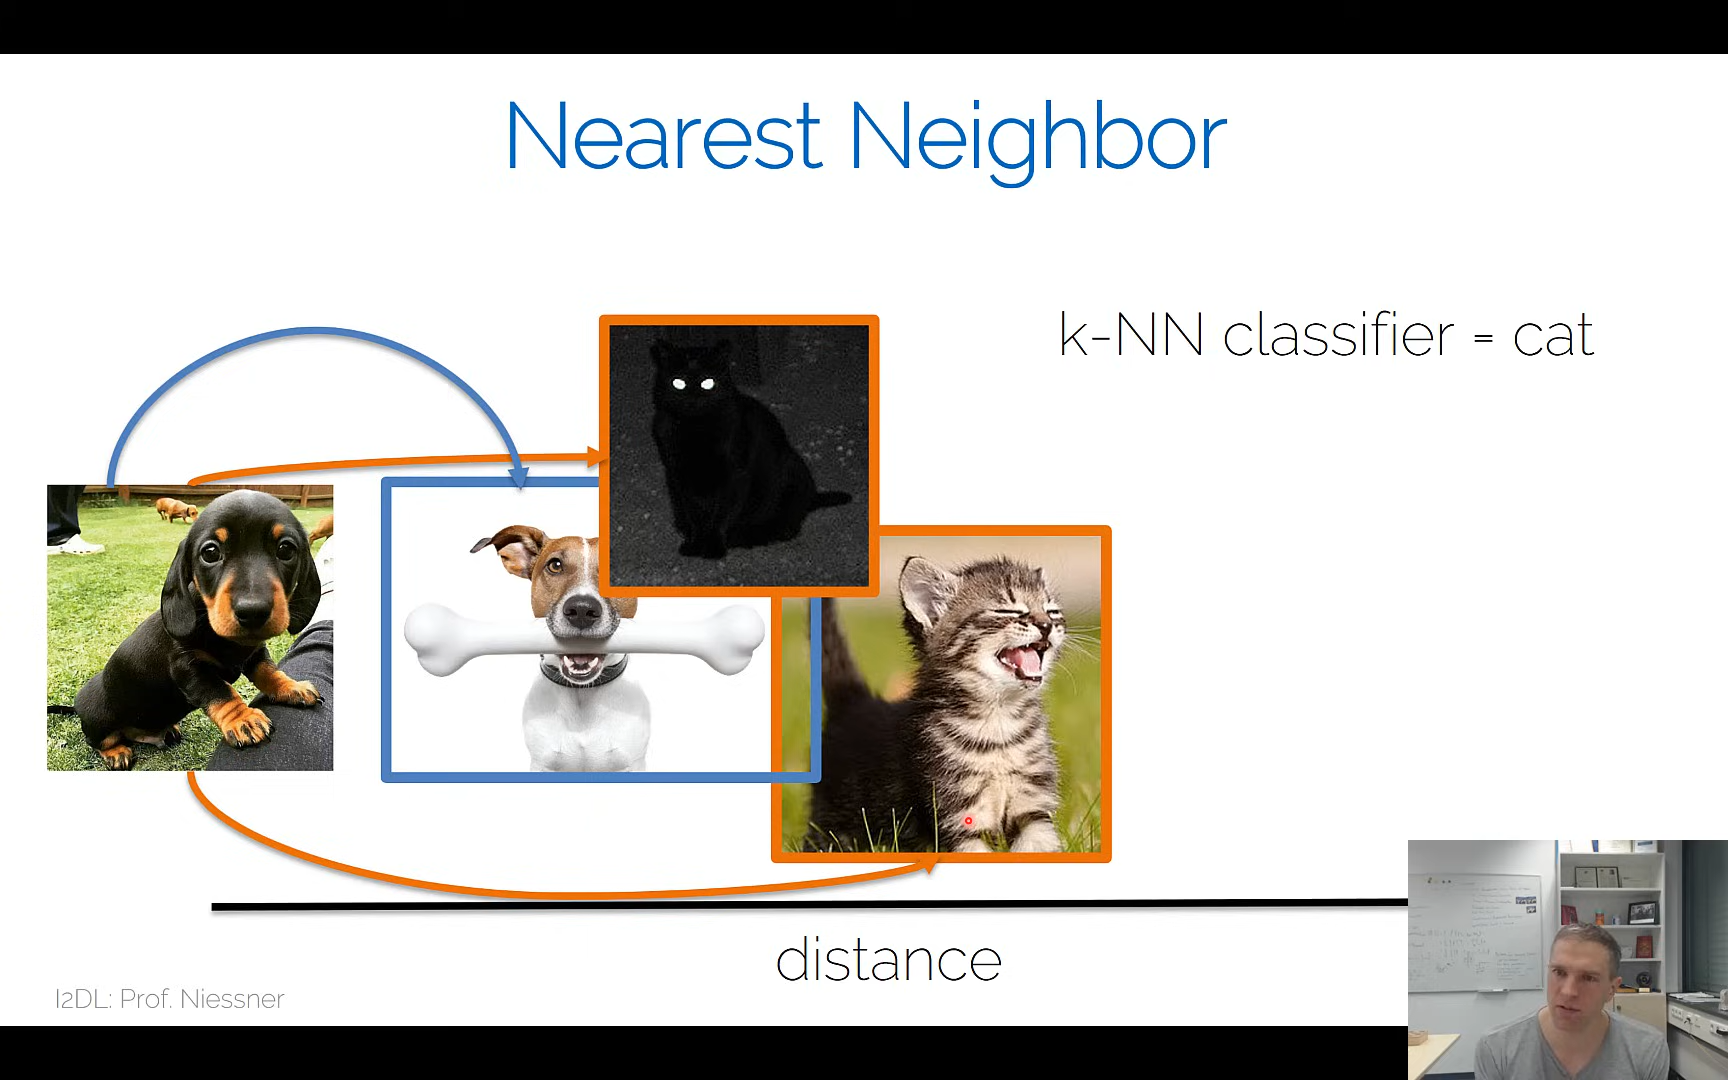 Nearest Neighbor
k-NN classifier = cat
distance
I2DL: Prof. Niessner